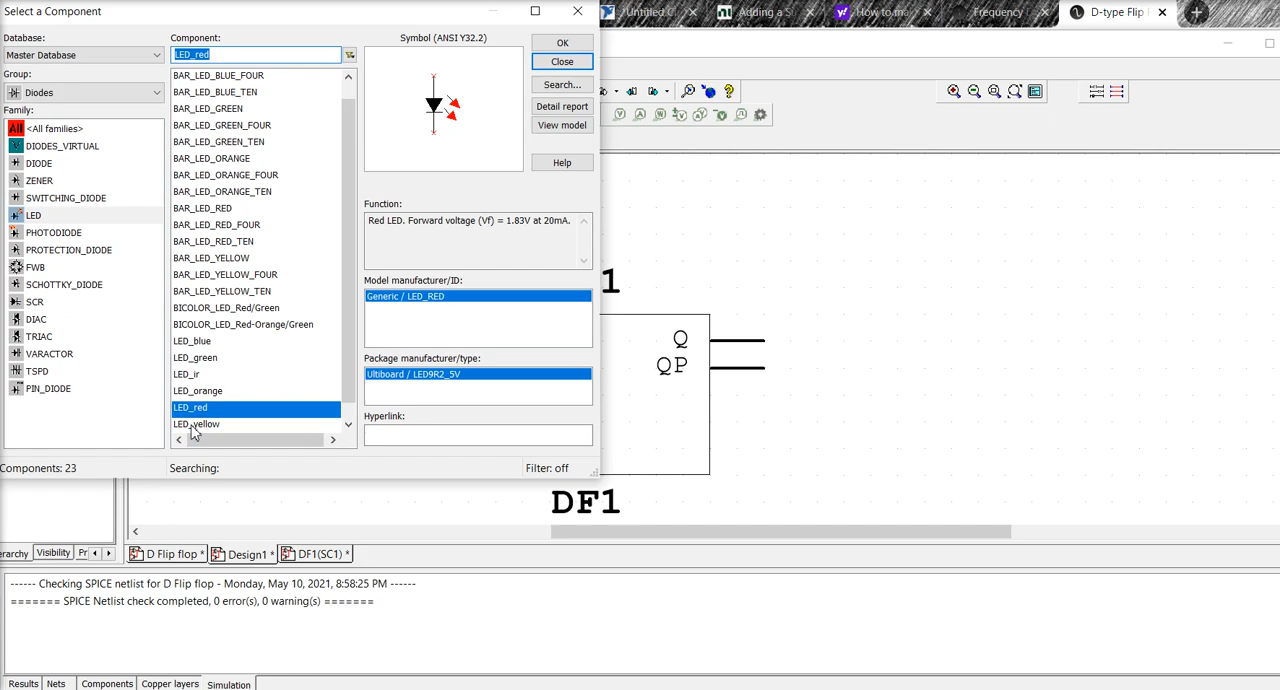 Select a Component
Untitled C
Adding a Su
How to ma
Frequency
D-type Flip
Database:
Component:
Symbol (ANSI Y32.2)
Master Database
LED_red
OK
Close
Group:
Search...
Diodes
Detail report
Family:
View model
All <All families>
DIODES_VIRTUAL
DIODE
ZENER
SWITCHING_DIODE
LED
PHOTODIODE
PROTECTION_DIODE
FWB
SCHOTTKY_DIODE
SCR
DIAC
TRIAC
VARACTOR
TSPD
PIN_DIODE
BAR_LED_BLUE_FOUR
BAR_LED_BLUE_TEN
BAR_LED_GREEN
BAR_LED_GREEN_FOUR
BAR_LED_GREEN_TEN
BAR_LED_ORANGE
BAR_LED_ORANGE_FOUR
BAR_LED_ORANGE_TEN
BAR_LED_RED
BAR_LED_RED_FOUR
BAR_LED_RED_TEN
BAR_LED_YELLOW
BAR_LED_YELLOW_FOUR
BAR_LED_YELLOW_TEN
BICOLOR_LED_Red/Green
BICOLOR_LED_Red-Orange/Green
LED_blue
LED_green
LED_ir
LED_orange
LED_red
LED_yellow
Help
Function:
Red LED. Forward voltage (Vf) = 1.83V at 20mA.
Model manufacturer/ID:
Generic / LED_RED
Package manufacturer/type:
Ultiboard / LED9R2_5V
Hyperlink:
Components: 23
Searching:
Filter: off
1
Q
QP
DF1
erarchy
Visibility
Pr
D Flip flop *
Design1 *
DF1(SC1) *
------ Checking SPICE netlist for D Flip flop - Monday, May 10, 2021, 8:58:25 PM ------
======= SPICE Netlist check completed, 0 error(s), 0 warning(s) =======
Results
Nets
Components
Copper layers
Simulation